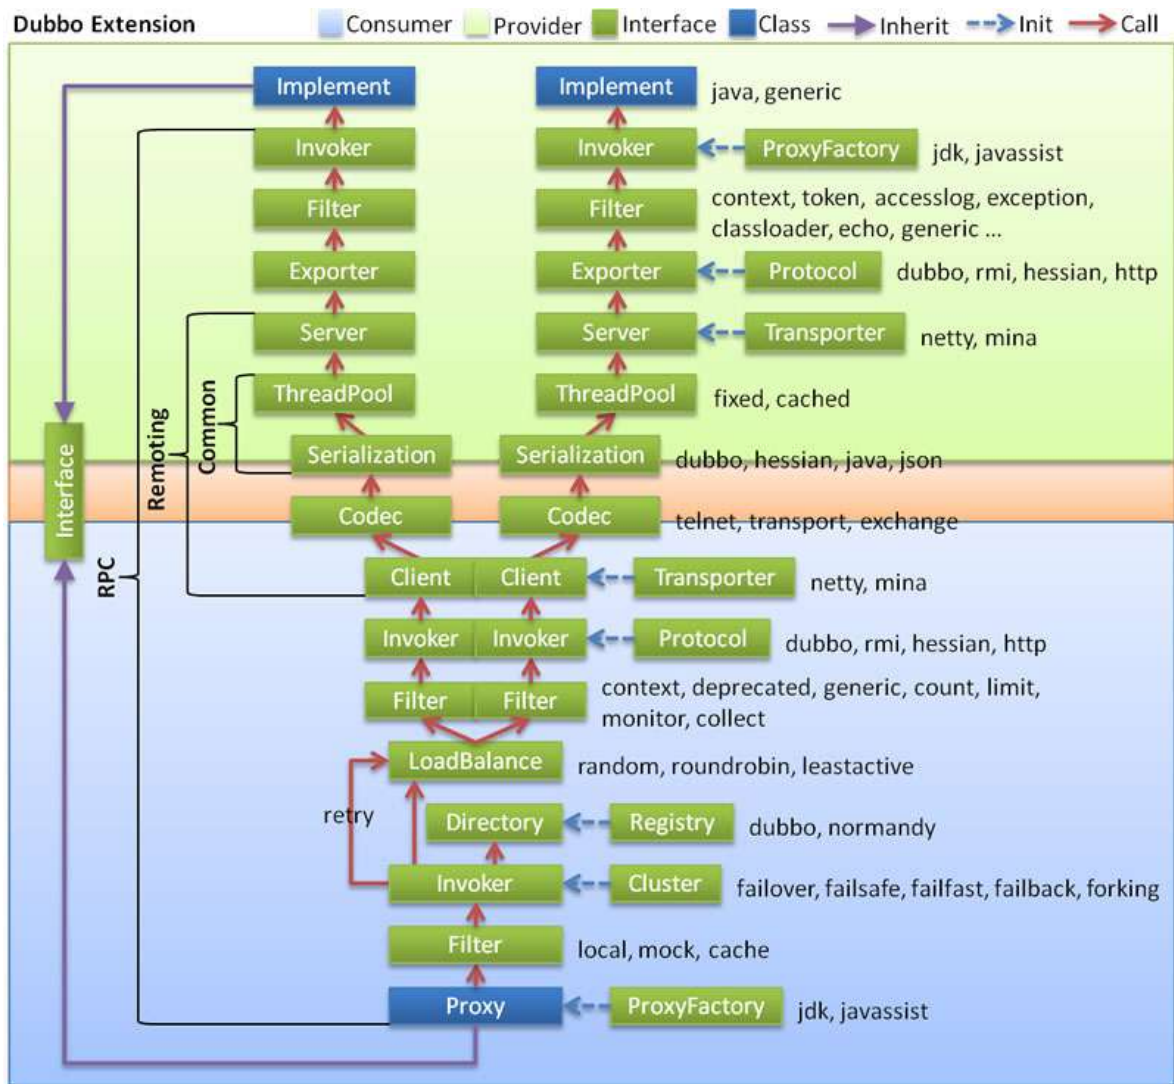 Dubbo Extension
Consumer
Provider
Interface
Class
Inherit
Init
Call
Implement
Implement
java, generic
Invoker
Invoker
ProxyFactory
jdk, javassist
Filter
Filter
context, token, accesslog, exception,
classloader, echo, generic ...
Exporter
Exporter
Protocol
dubbo, rmi, hessian, http
Server
Server
Transporter
netty, mina
ThreadPool
ThreadPool
fixed, cached
Common
Remoting
Interface
RPC
Serialization
Serialization
dubbo, hessian, java, json
Codec
Codec
telnet, transport, exchange
Client
Client
Transporter
netty, mina
Invoker
Invoker
Protocol
dubbo, rmi, hessian, http
Filter
Filter
context, deprecated, generic, count, limit,
monitor, collect
LoadBalance
random, roundrobin, leastactive
retry
Directory
Registry
dubbo, normandy
Invoker
Cluster
failover, failsafe, failfast, failback, forking
Filter
local, mock, cache
Proxy
ProxyFactory
jdk, javassist